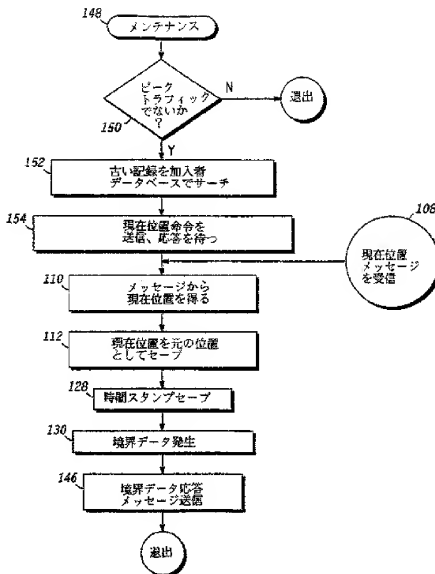 148
メンテナンス
ピーク
トラフィック
でないか
?
150
N
退出
Y
152
古い記録を加入者
データベースでサーチ
154
現在位置命令を
送信、応答を待つ
108
現在位置
メッセージ
を受信
110
メッセージから
現在位置を得る
112
現在位置を元の位置
としてセーブ
128
時間スタンプセーブ
130
境界データ発生
146
境界データ応答
メッセージ送信
退出